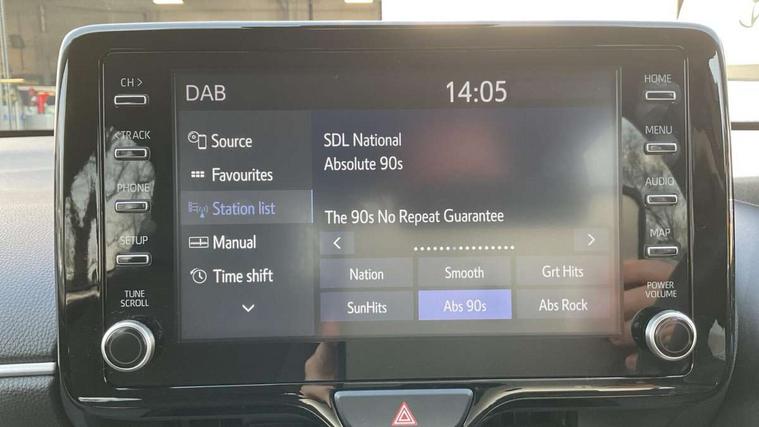 DAB
14:05
CH >
< TRACK
PHONE
SETUP
TUNE
SCROLL
Source
Favourites
Station list
Manual
Time shift
SDL National
Absolute 90s
The 90s No Repeat Guarantee
Nation
Smooth
Grt Hits
SunHits
Abs 90s
Abs Rock
HOME
MENU
AUDIO
MAP
POWER
VOLUME